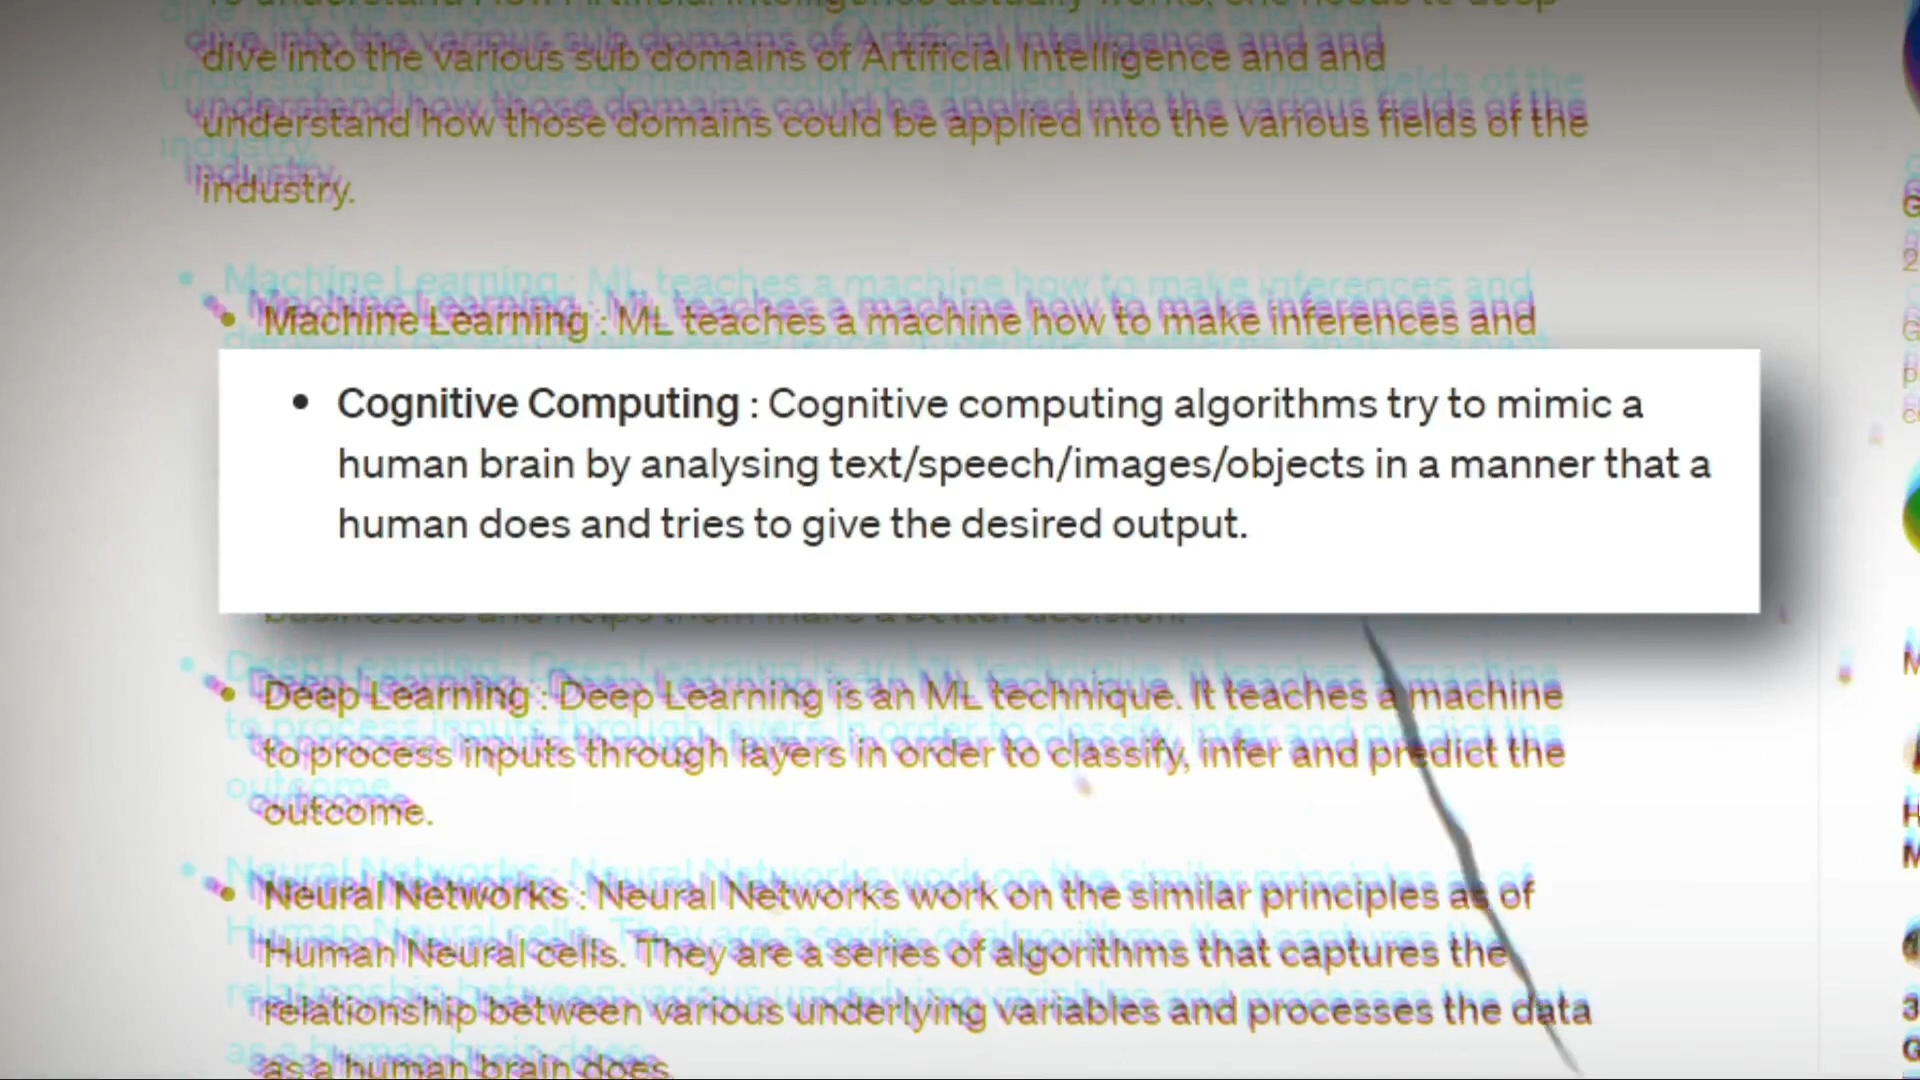 dive into the various sub domains of Artificial Intelligence and and
understand how those domains could be applied into the various fields of the
industry.
• Machine Learning : ML teaches a machine how to make inferences and
• Cognitive Computing : Cognitive computing algorithms try to mimic a
human brain by analysing text/speech/images/objects in a manner that a
human does and tries to give the desired output.
• Deep Learning : Deep Learning is an ML technique. It teaches a machine
to process inputs through layers in order to classify, infer and predict the
outcome.
• Neural Networks : Neural Networks work on the similar principles as of
Human Neural cells. They are a series of algorithms that captures the
relationship between various underlying variables and processes the data
as a human brain does.